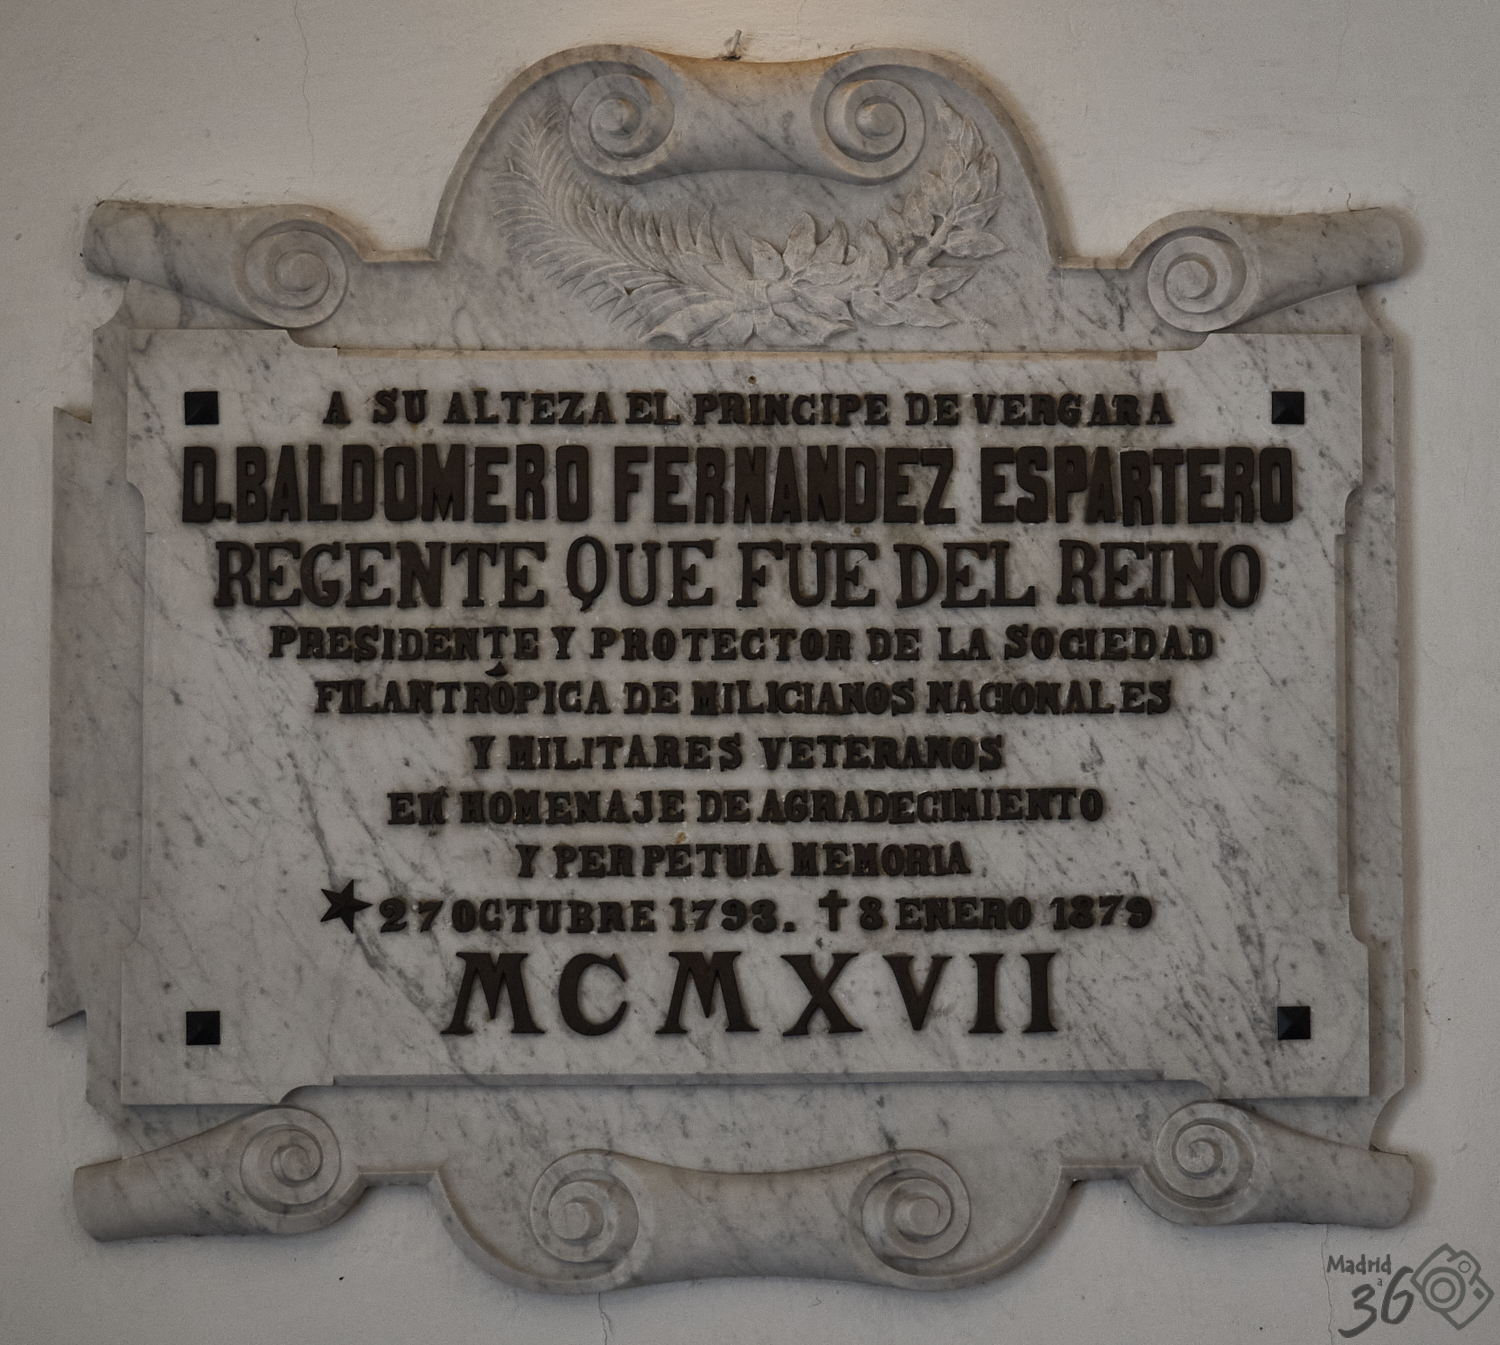 A SU ALTEZA EL PRINCIPE DE VERGARA
D. BALDOMERO FERNANDEZ ESPARTERO
REGENTE QUE FUE DEL REINO
PRESIDENTE Y PROTECTOR DE LA SOCIEDAD
FILANTRÓPICA DE MILICIANOS NACIONALES
Y MILITARES VETERANOS
EN HOMENAJE DE AGRADECIMIENTO
Y PERPETUA MEMORIA
★ 27 OCTUBRE 1793. † 8 ENERO 1879
MCMXVII
Madrid
a
36